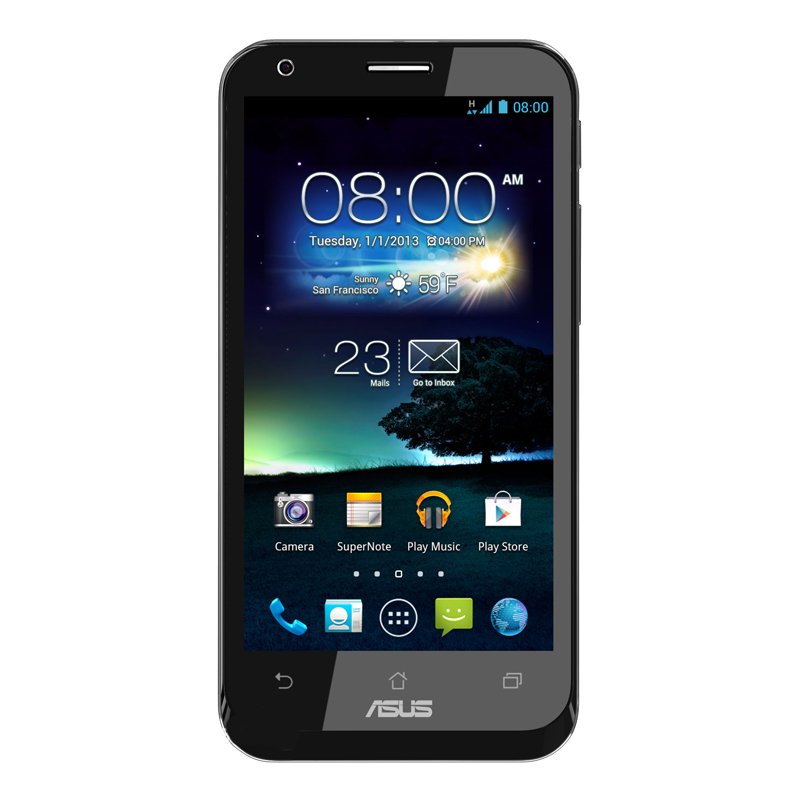 H 08:00
08:00 AM
Tuesday, 1/1/2013 04:00 PM
Sunny
San Francisco 59°F
23
Mails Go to Inbox
Camera SuperNote Play Music Play Store
ASUS